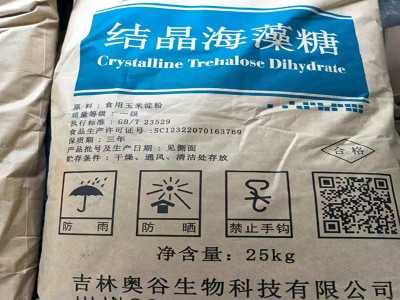 结晶海藻糖
Crystalline Trehalose Dihydrate
原料:食用玉米淀粉
质量等级:一级
执行标准:GB/T 23529
食品生产许可证号:SC12322070163769
保质期:三年
产品批号及生产日期:见侧面
贮存条件:干燥、通风、清洁处存放
合格
防雨
防晒
禁止手钩
净含量:25kg
吉林奥谷生物科技有限公司